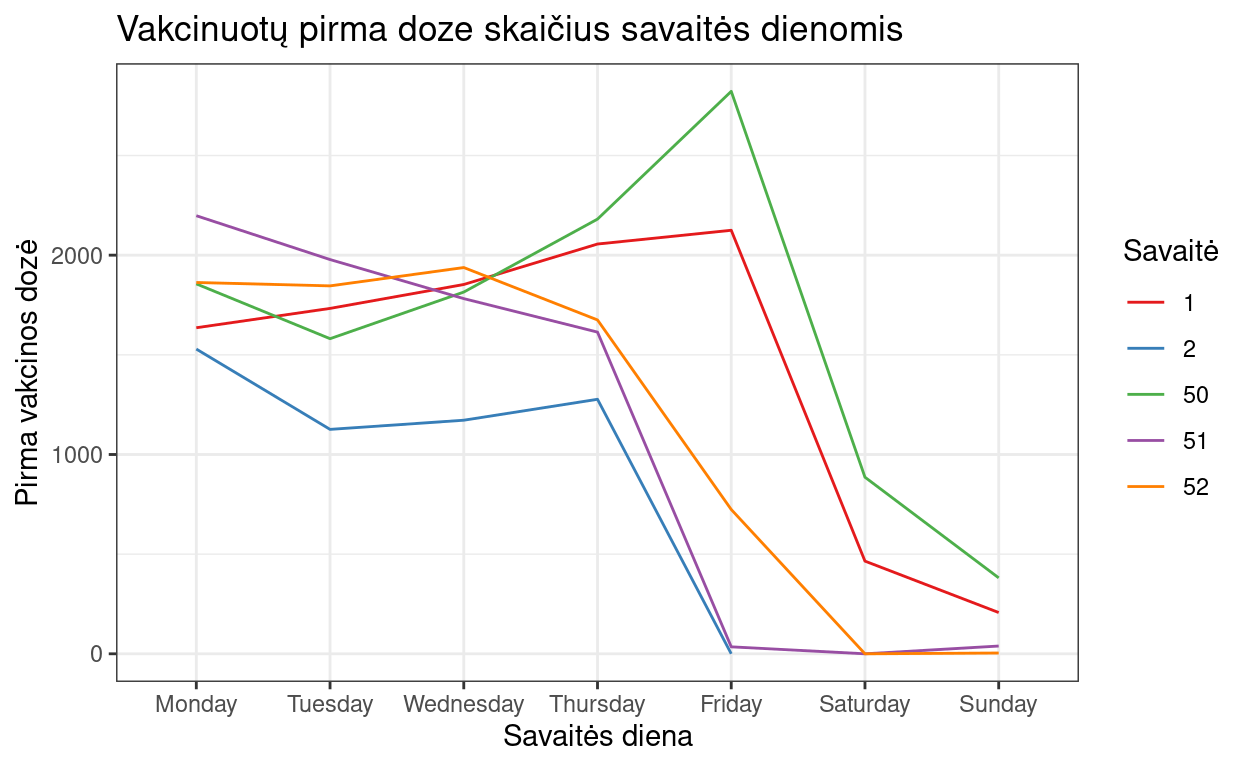 Vakcinuotų pirma doze skaičius savaitės dienomis
Pirma vakcinos dozė
2000
1000
0
Monday Tuesday Wednesday Thursday Friday Saturday Sunday
Savaitės diena
Savaitė
1
2
50
51
52